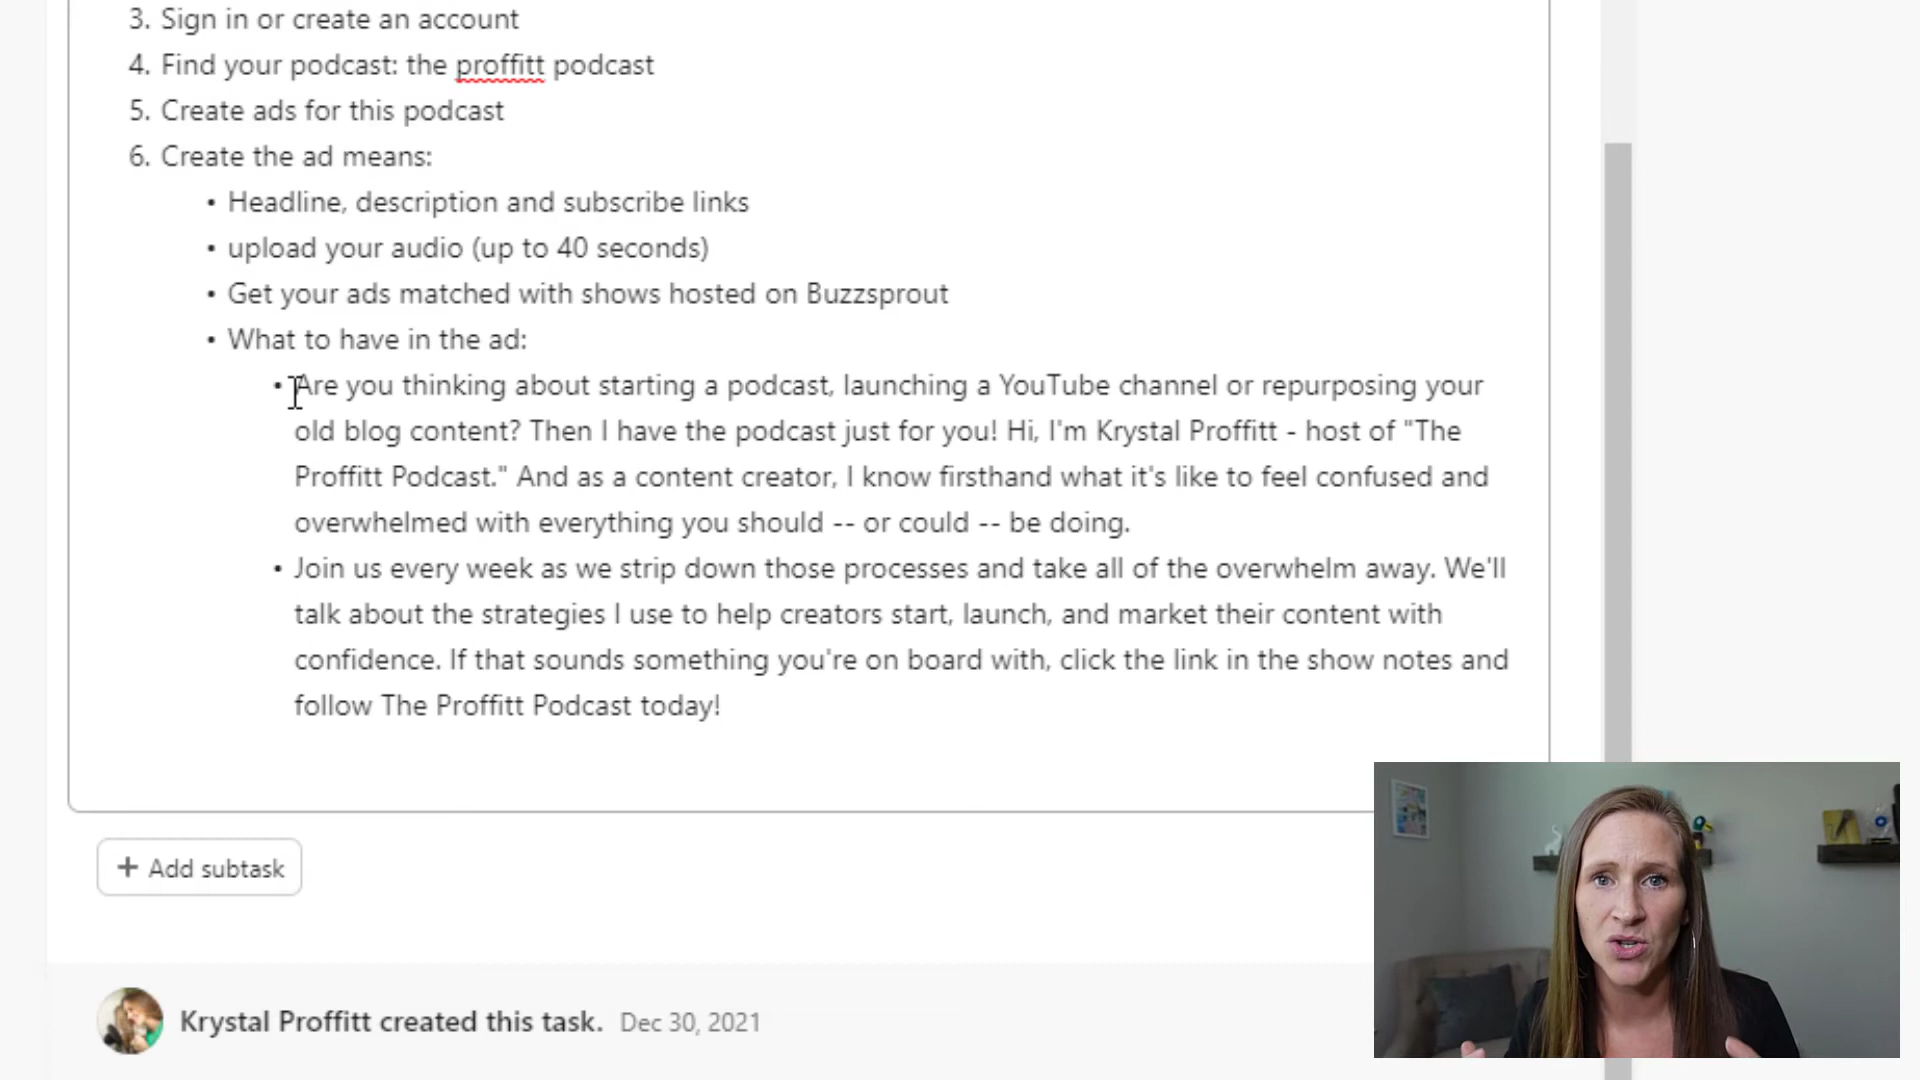 3. Sign in or create an account
4. Find your podcast: the proffitt podcast
5. Create ads for this podcast
6. Create the ad means:
• Headline, description and subscribe links
• upload your audio (up to 40 seconds)
• Get your ads matched with shows hosted on Buzzsprout
• What to have in the ad:
• Are you thinking about starting a podcast, launching a YouTube channel or repurposing your
old blog content? Then I have the podcast just for you! Hi, I'm Krystal Proffitt - host of "The
Proffitt Podcast." And as a content creator, I know firsthand what it's like to feel confused and
overwhelmed with everything you should -- or could -- be doing.
• Join us every week as we strip down those processes and take all of the overwhelm away. We'll
talk about the strategies I use to help creators start, launch, and market their content with
confidence. If that sounds something you're on board with, click the link in the show notes and
follow The Proffitt Podcast today!
+ Add subtask
Krystal Proffitt created this task. Dec 30, 2021